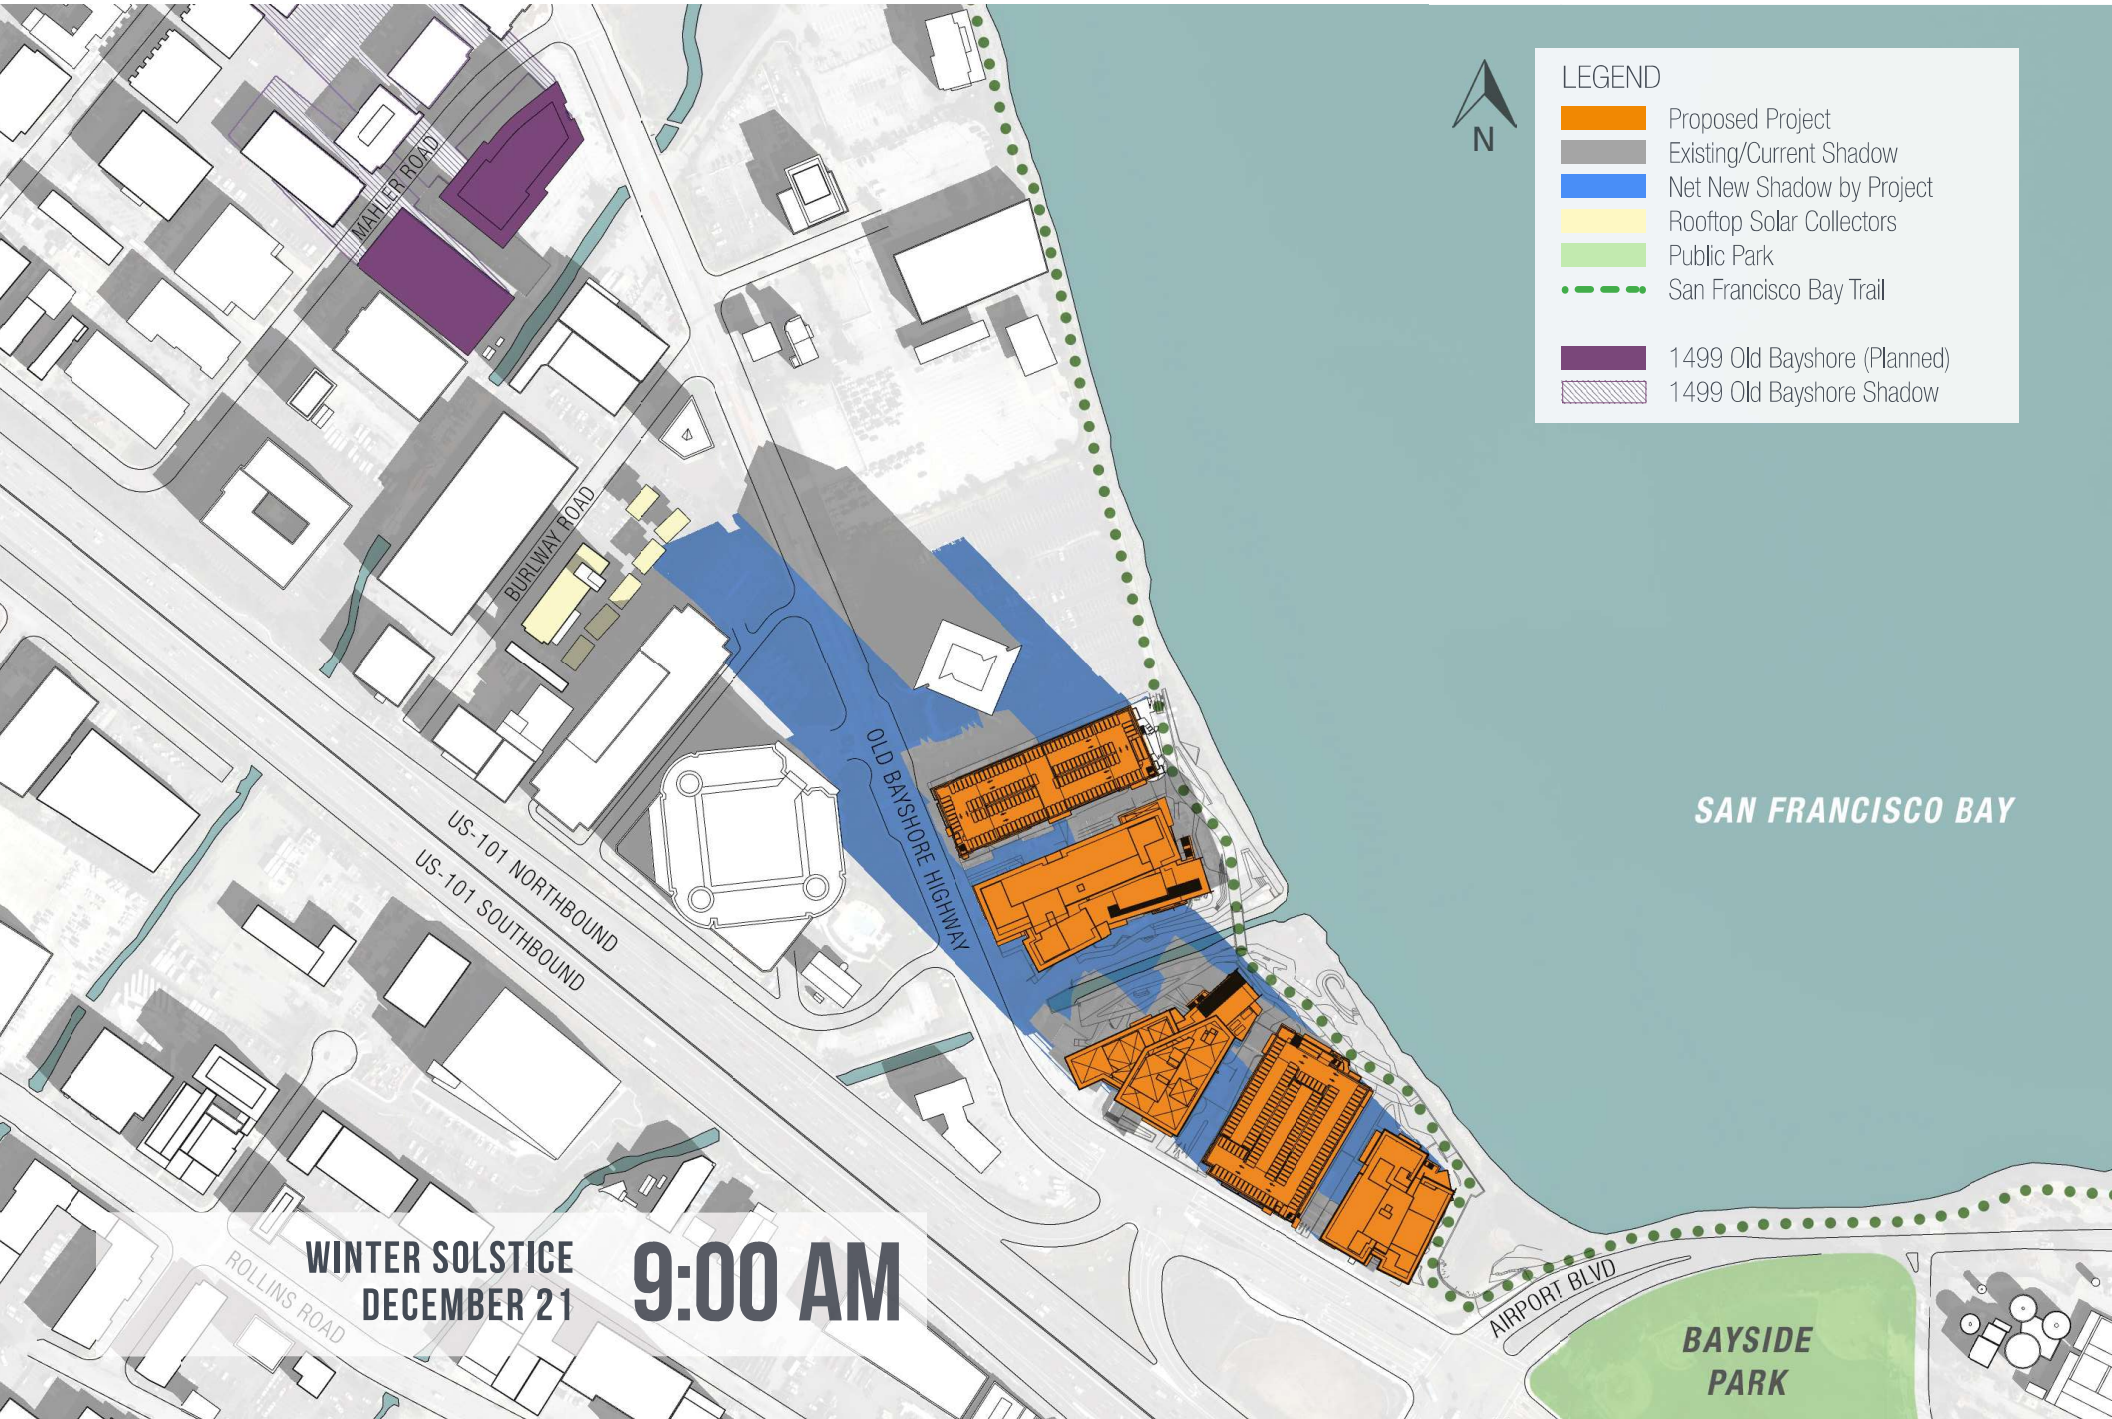 LEGEND
Proposed Project
Existing/Current Shadow
Net New Shadow by Project
Rooftop Solar Collectors
Public Park
San Francisco Bay Trail
1499 Old Bayshore (Planned)
1499 Old Bayshore Shadow
N
MAHLER ROAD
BURLWAY ROAD
OLD BAYSHORE HIGHWAY
US-101 NORTHBOUND
US-101 SOUTHBOUND
SAN FRANCISCO BAY
ROLLINS ROAD
WINTER SOLSTICE
DECEMBER 21
9:00 AM
AIRPORT BLVD
BAYSIDE
PARK